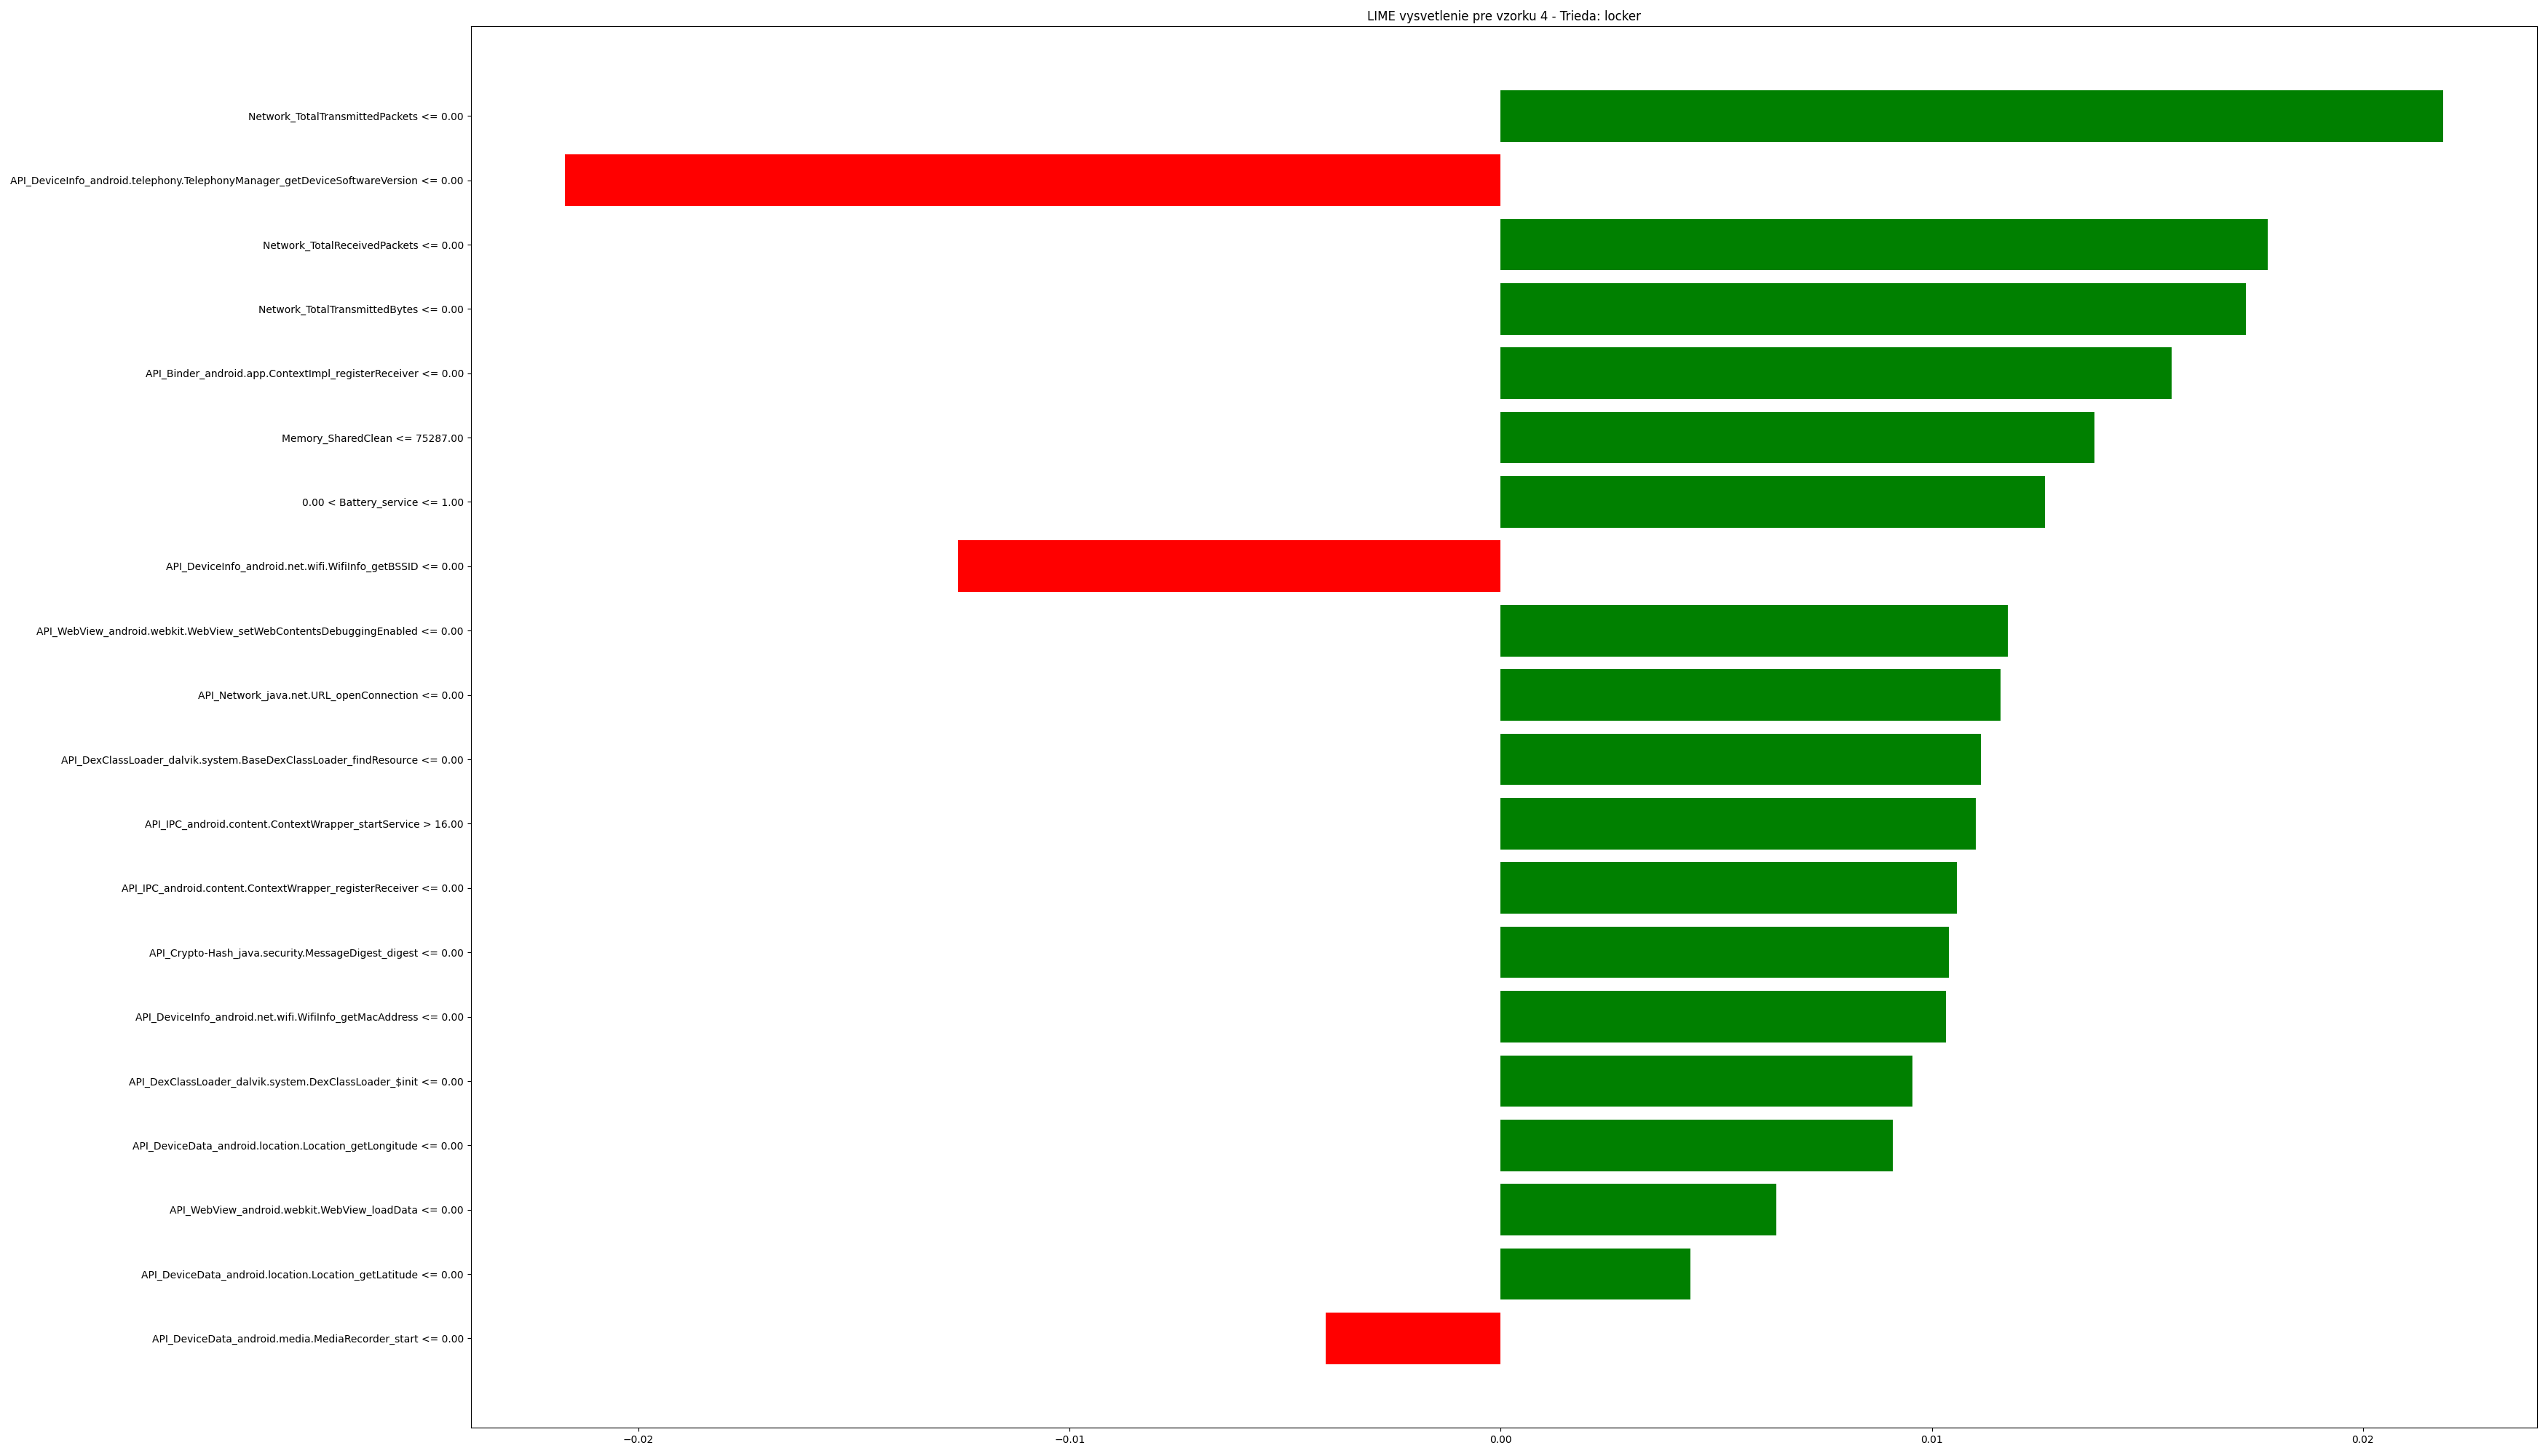 LIME vysvetlenie pre vzorku 4 - Trieda: locker
Network_TotalTransmittedPackets <= 0.00
API_DeviceInfo_android.telephony.TelephonyManager_getDeviceSoftwareVersion <= 0.00
Network_TotalReceivedPackets <= 0.00
Network_TotalTransmittedBytes <= 0.00
API_Binder_android.app.ContextImpl_registerReceiver <= 0.00
Memory_SharedClean <= 75287.00
0.00 < Battery_service <= 1.00
API_DeviceInfo_android.net.wifi.WifiInfo_getBSSID <= 0.00
API_WebView_android.webkit.WebView_setWebContentsDebuggingEnabled <= 0.00
API_Network_java.net.URL_openConnection <= 0.00
API_DexClassLoader_dalvik.system.BaseDexClassLoader_findResource <= 0.00
API_IPC_android.content.ContextWrapper_startService > 16.00
API_IPC_android.content.ContextWrapper_registerReceiver <= 0.00
API_Crypto-Hash_java.security.MessageDigest_digest <= 0.00
API_DeviceInfo_android.net.wifi.WifiInfo_getMacAddress <= 0.00
API_DexClassLoader_dalvik.system.DexClassLoader_$init <= 0.00
API_DeviceData_android.location.Location_getLongitude <= 0.00
API_WebView_android.webkit.WebView_loadData <= 0.00
API_DeviceData_android.location.Location_getLatitude <= 0.00
API_DeviceData_android.media.MediaRecorder_start <= 0.00
−0.02 −0.01 0.00 0.01 0.02